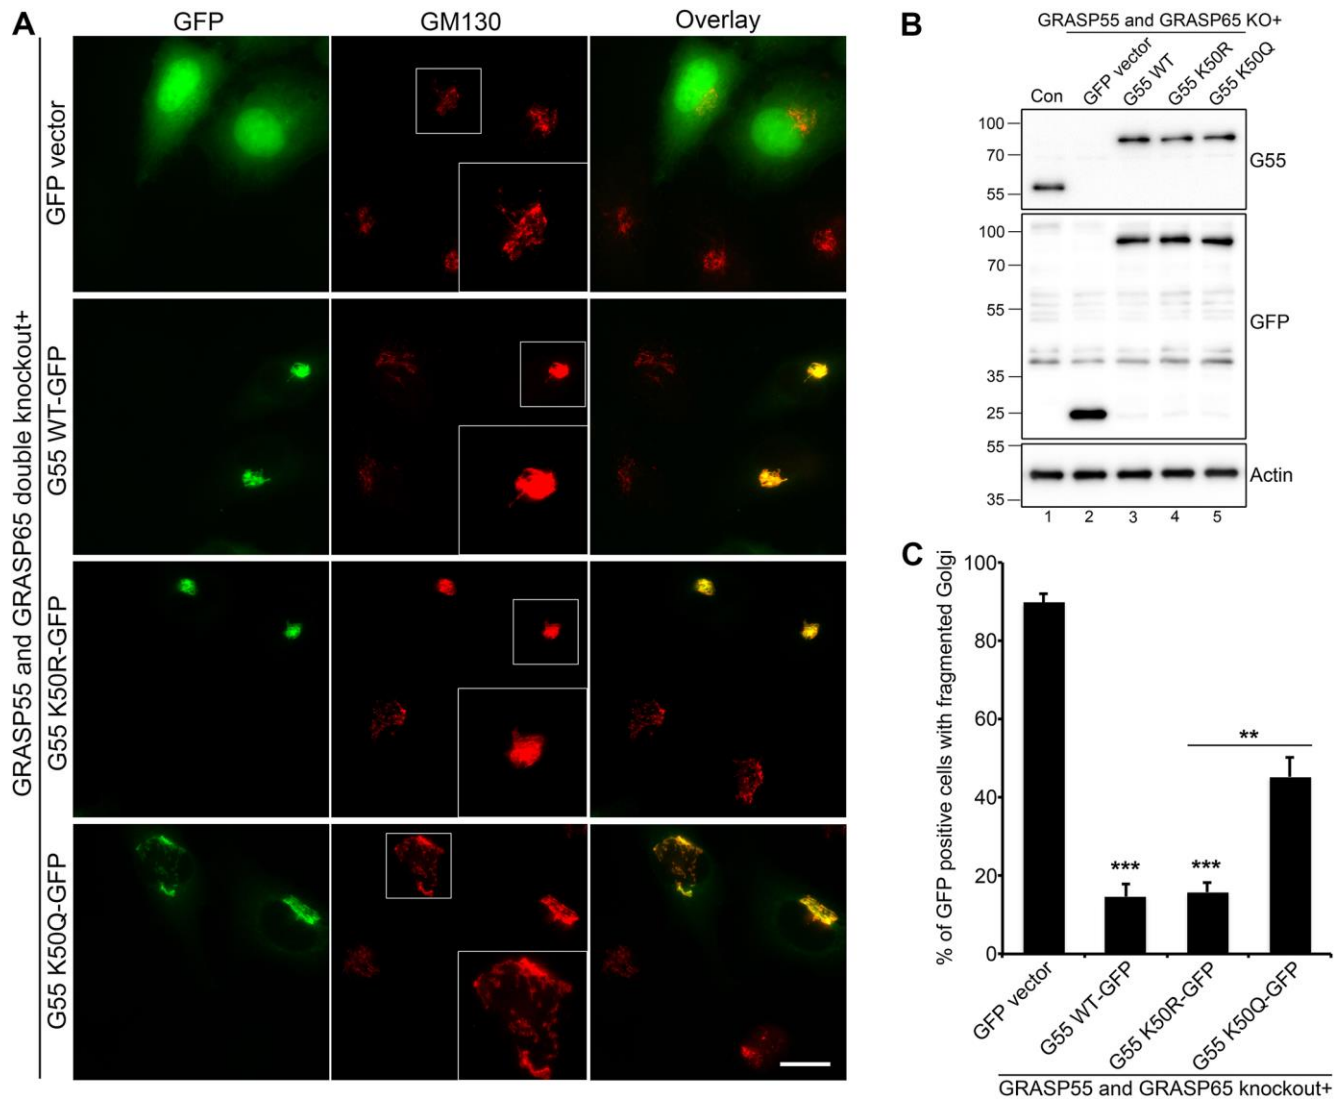 A
GFP
GM130
Overlay
GRASP55 and GRASP65 double knockout+
GFP vector
G55 WT-GFP
G55 K50R-GFP
G55 K50Q-GFP
B
GRASP55 and GRASP65 KO+
Con
GFP vector
G55 WT
G55 K50R
G55 K50Q
100
70
55
G55
100
70
55
35
25
GFP
55
35
Actin
1 2 3 4 5
C
% of GFP positive cells with fragmented Golgi
100
80
60
40
20
0
***
***
**
GFP vector
G55 WT-GFP
G55 K50R-GFP
G55 K50Q-GFP
GRASP55 and GRASP65 knockout+